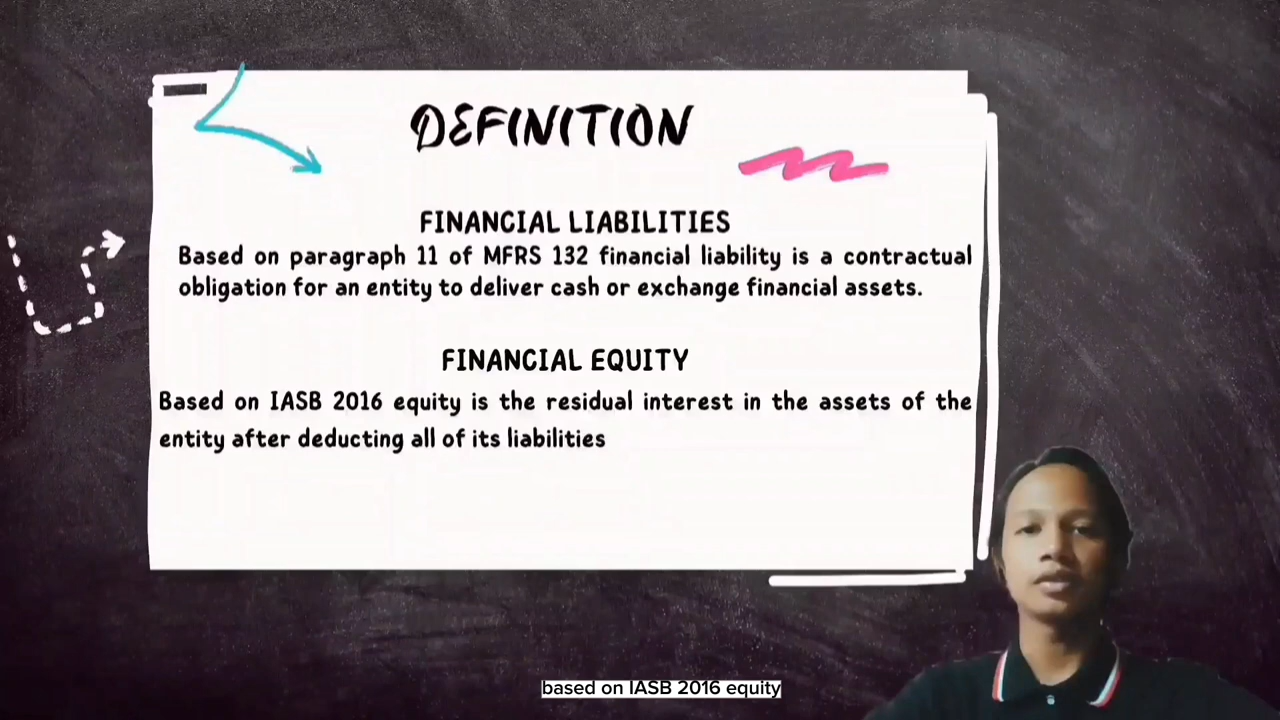 DEFINITION
FINANCIAL LIABILITIES
Based on paragraph 11 of MFRS 132 financial liability is a contractual
obligation for an entity to deliver cash or exchange financial assets.
FINANCIAL EQUITY
Based on IASB 2016 equity is the residual interest in the assets of the
entity after deducting all of its liabilities
based on IASB 2016 equity